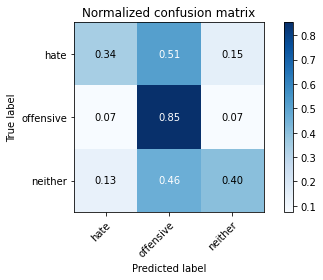 Normalized confusion matrix
True label
hate 0.34 0.51 0.15
offensive 0.07 0.85 0.07
neither 0.13 0.46 0.40
hate offensive neither
Predicted label
0.8
0.7
0.6
0.5
0.4
0.3
0.2
0.1